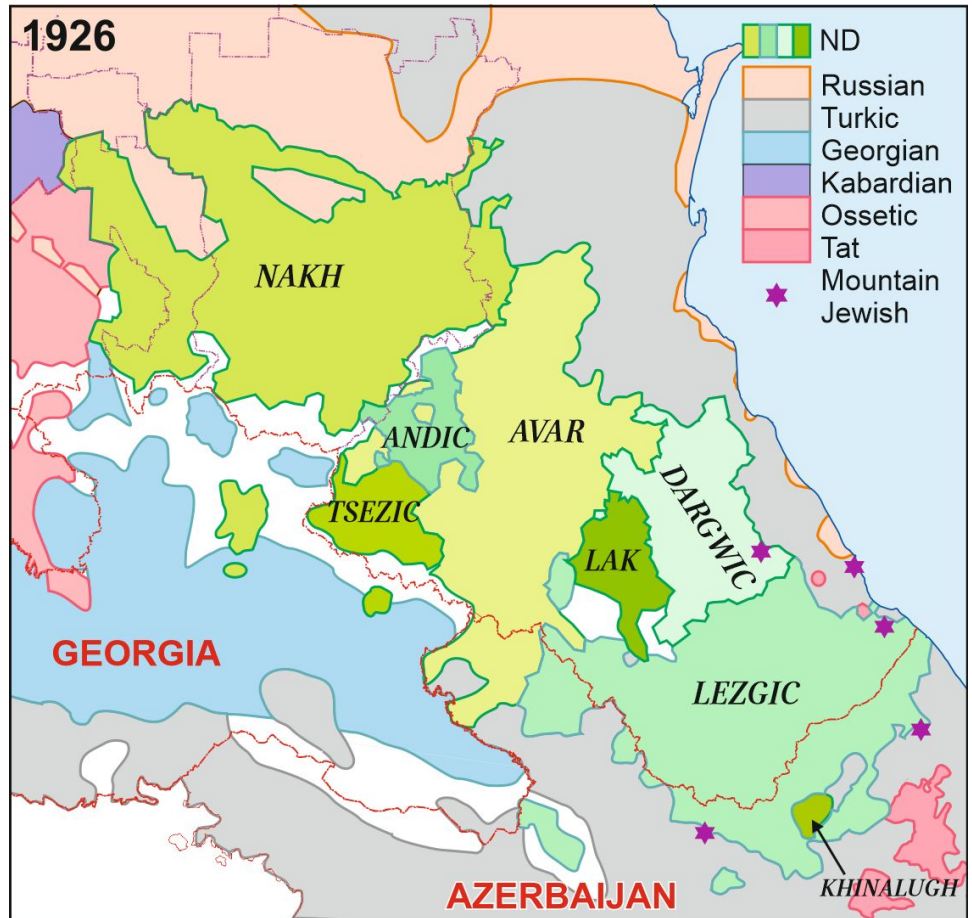 1926
ND
Russian
Turkic
Georgian
Kabardian
Ossetic
Tat
Mountain
Jewish
NAKH
ANDIC
AVAR
TSEZIC
LAK
DARGWIC
GEORGIA
LEZGIC
KHINALUGH
AZERBAIJAN